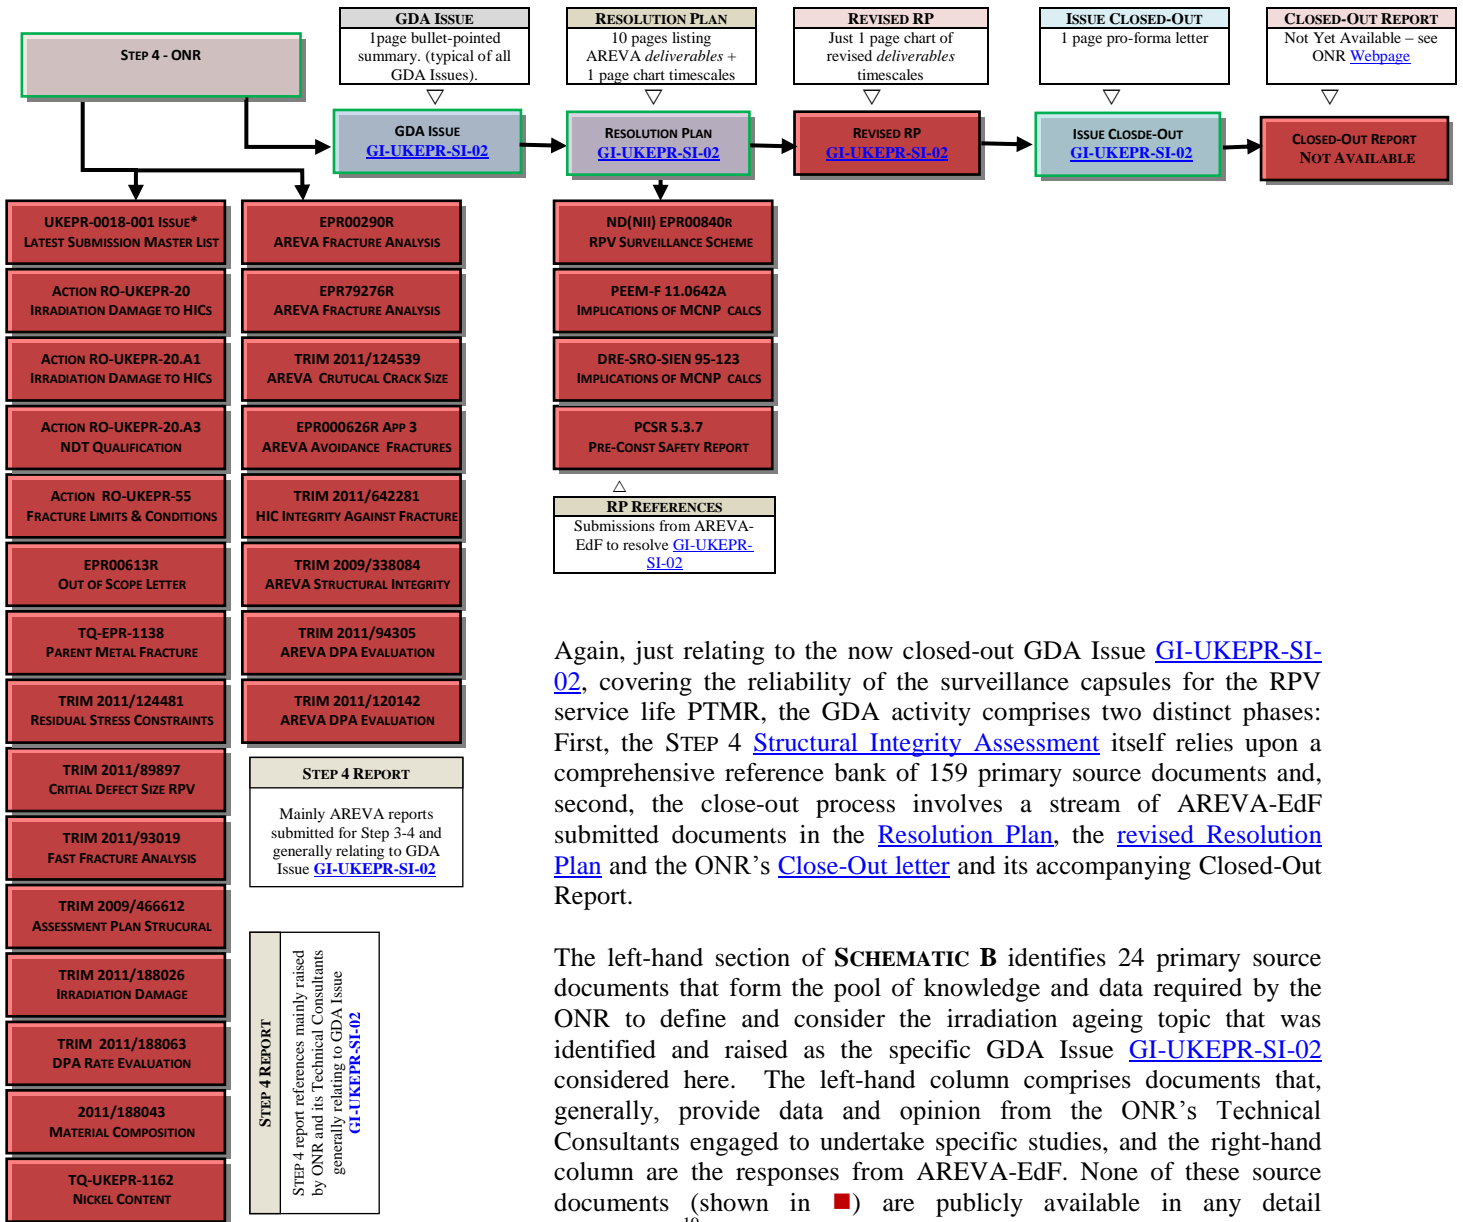 GDA ISSUE
1page bullet-pointed
summary. (typical of all
GDA Issues).
RESOLUTION PLAN
10 pages listing
AREVA deliverables +
1 page chart timescales
REVISED RP
Just 1 page chart of
revised deliverables
timescales
ISSUE CLOSED-OUT
1 page pro-forma letter
CLOSED-OUT REPORT
Not Yet Available – see
ONR Webpage
STEP 4 - ONR
GDA ISSUE
GI-UKEPR-SI-02
RESOLUTION PLAN
GI-UKEPR-SI-02
REVISED RP
GI-UKEPR-SI-02
ISSUE CLOSDE-OUT
GI-UKEPR-SI-02
CLOSED-OUT REPORT
NOT AVAILABLE
UKEPR-0018-001 ISSUE*
LATEST SUBMISSION MASTER LIST
ACTION RO-UKEPR-20
IRRADIATION DAMAGE TO HICS
ACTION RO-UKEPR-20.A1
IRRADIATION DAMAGE TO HICS
ACTION RO-UKEPR-20.A3
NDT QUALIFICATION
ACTION RO-UKEPR-55
FRACTURE LIMITS & CONDITIONS
EPR00613R
OUT OF SCOPE LETTER
TQ-EPR-1138
PARENT METAL FRACTURE
TRIM 2011/124481
RESIDUAL STRESS CONSTRAINTS
TRIM 2011/89897
CRITIAL DEFECT SIZE RPV
TRIM 2011/93019
FAST FRACTURE ANALYSIS
TRIM 2009/466612
ASSESSMENT PLAN STRUCURAL
TRIM 2011/188026
IRRADIATION DAMAGE
TRIM 2011/188063
DPA RATE EVALUATION
2011/188043
MATERIAL COMPOSITION
TQ-UKEPR-1162
NICKEL CONTENT
EPR00290R
AREVA FRACTURE ANALYSIS
EPR79276R
AREVA FRACTURE ANALYSIS
TRIM 2011/124539
AREVA CRUTUCAL CRACK SIZE
EPR000626R APP 3
AREVA AVOIDANCE FRACTURES
TRIM 2011/642281
HIC INTEGRITY AGAINST FRACTURE
TRIM 2009/338084
AREVA STRUCTURAL INTEGRITY
TRIM 2011/94305
AREVA DPA EVALUATION
TRIM 2011/120142
AREVA DPA EVALUATION
STEP 4 REPORT
Mainly AREVA reports
submitted for Step 3-4 and
generally relating to GDA
Issue GI-UKEPR-SI-02
STEP 4 REPORT
STEP 4 report references mainly raised
by ONR and its Technical Consultants
generally relating to GDA Issue
GI-UKEPR-SI-02
ND(NII) EPR00840R
RPV SURVEILLANCE SCHEME
PEEM-F 11.0642A
IMPLICATIONS OF MCNP CALCS
DRE-SRO-SIEN 95-123
IMPLICATIONS OF MCNP CALCS
PCSR 5.3.7
PRE-CONST SAFETY REPORT
RP REFERENCES
Submissions from AREVA-
EdF to resolve GI-UKEPR-
SI-02
Again, just relating to the now closed-out GDA Issue GI-UKEPR-SI-
02, covering the reliability of the surveillance capsules for the RPV
service life PTMR, the GDA activity comprises two distinct phases:
First, the STEP 4 Structural Integrity Assessment itself relies upon a
comprehensive reference bank of 159 primary source documents and,
second, the close-out process involves a stream of AREVA-EdF
submitted documents in the Resolution Plan, the revised Resolution
Plan and the ONR's Close-Out letter and its accompanying Closed-Out
Report.
The left-hand section of SCHEMATIC B identifies 24 primary source
documents that form the pool of knowledge and data required by the
ONR to define and consider the irradiation ageing topic that was
identified and raised as the specific GDA Issue GI-UKEPR-SI-02
considered here. The left-hand column comprises documents that,
generally, provide data and opinion from the ONR's Technical
Consultants engaged to undertake specific studies, and the right-hand
column are the responses from AREVA-EdF. None of these source
documents (shown in ■) are publicly available in any detail